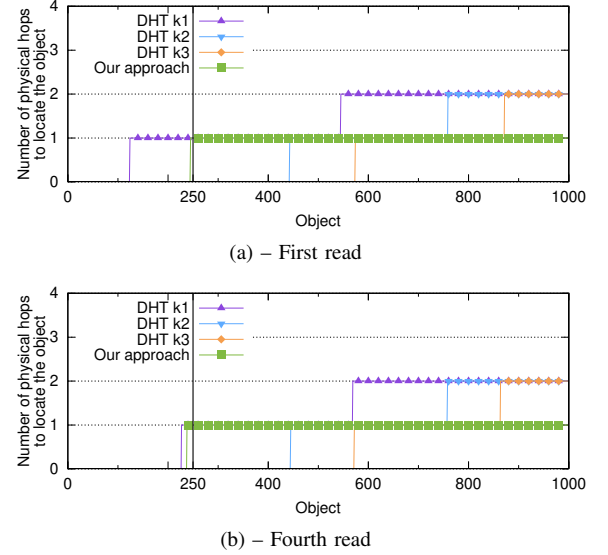 Number of physical hops
to locate the object
4
3
2
1
0
DHT k1
DHT k2
DHT k3
Our approach
0 250 400 600 800 1000
Object
(a) – First read
Number of physical hops
to locate the object
4
3
2
1
0
DHT k1
DHT k2
DHT k3
Our approach
0 250 400 600 800 1000
Object
(b) – Fourth read